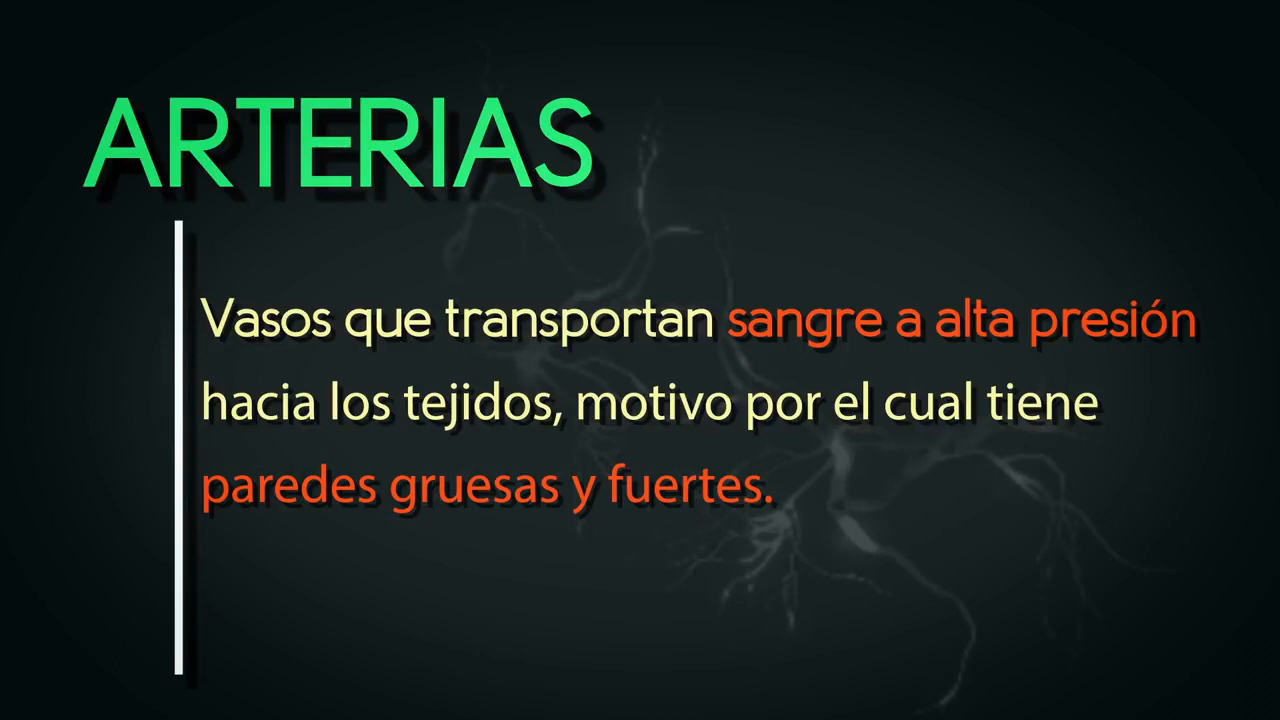 ARTERIAS
Vasos que transportan sangre a alta presión
hacia los tejidos, motivo por el cual tiene
paredes gruesas y fuertes.